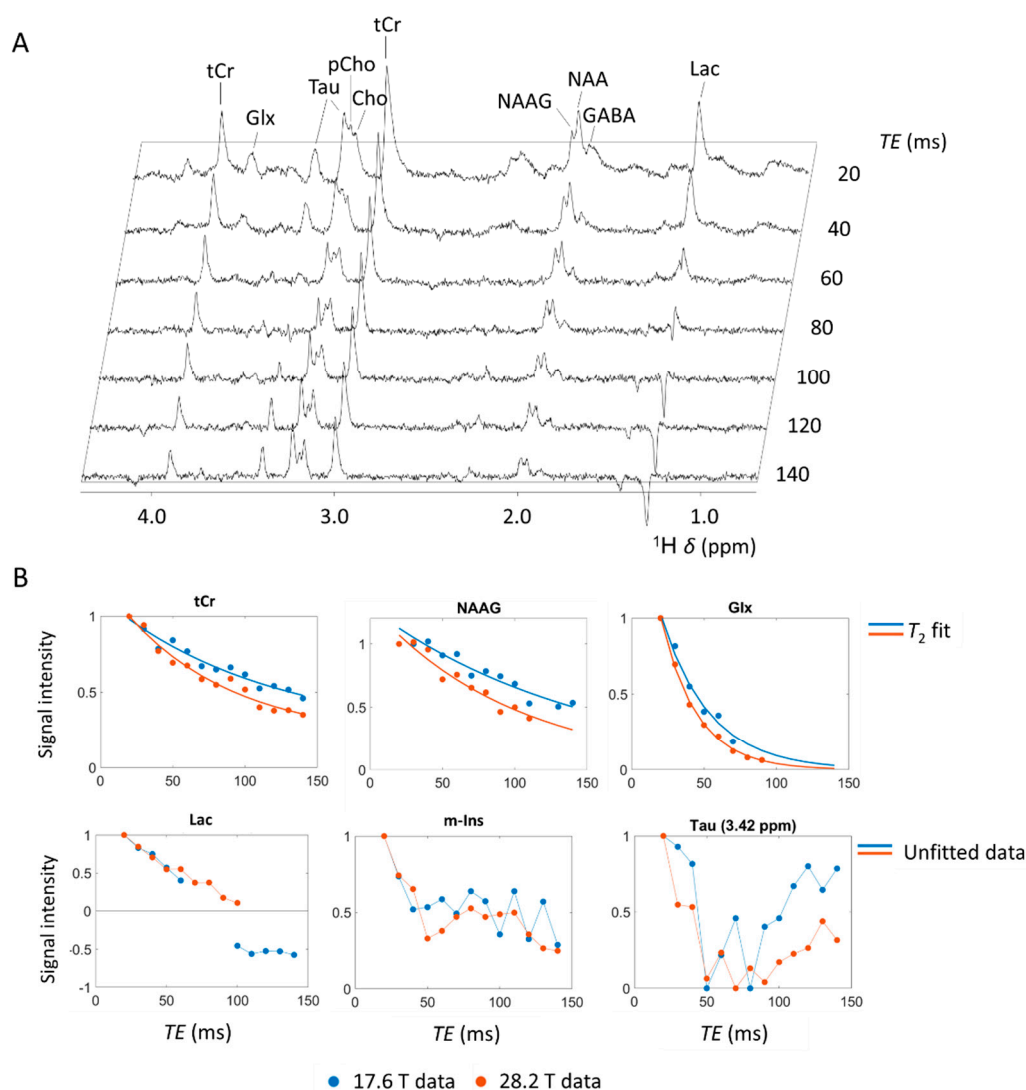 A
tCr
tCr
pCho
Tau
Cho
Glx
NAA
NAAG
GABA
Lac
TE (ms)
20
40
60
80
100
120
140
4.0 3.0 2.0 1.0
¹H δ (ppm)
B
tCr NAAG Glx
Signal intensity
1
0.5
0
0 50 100 150
1.0
0.5
0
0 50 100 150
1
0.5
0
0 50 100 150
T₂ fit
Lac m-Ins Tau (3.42 ppm)
Signal intensity
1
0.5
0
-0.5
-1
0 50 100 150
1
0.5
0
0 50 100 150
1
0.5
0
0 50 100 150
Unfitted data
TE (ms) TE (ms) TE (ms)
17.6 T data 28.2 T data